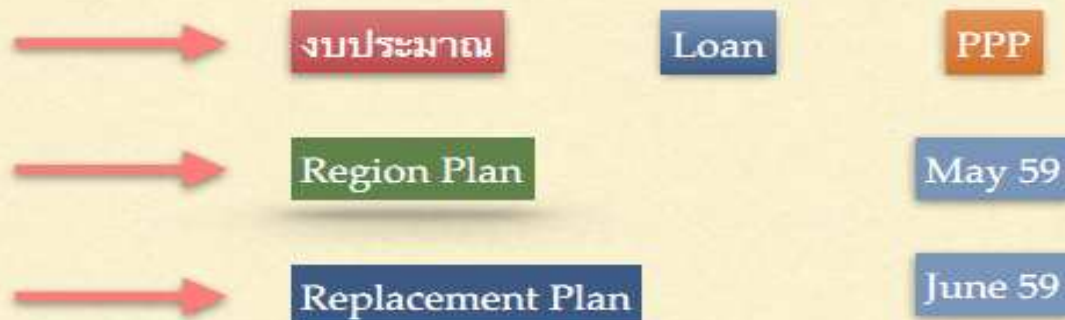 งบประมาณ Loan PPP
Region Plan May 59
Replacement Plan June 59